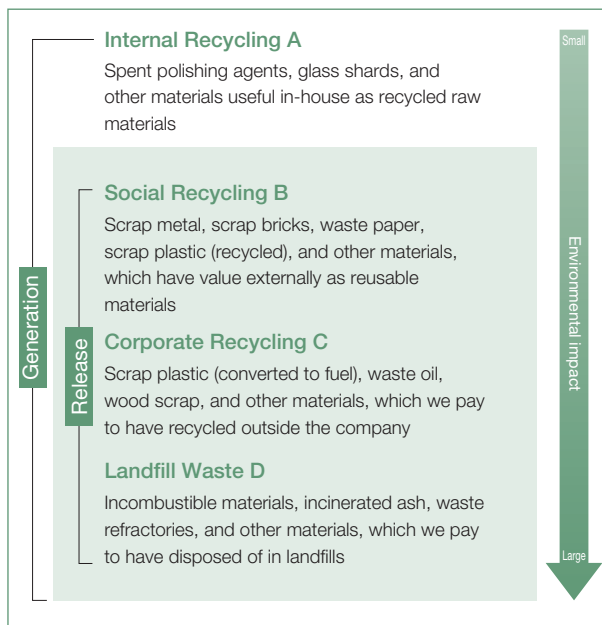 Internal Recycling A
Small
Spent polishing agents, glass shards, and
other materials useful in-house as recycled raw
materials
Generation
Release
Social Recycling B
Scrap metal, scrap bricks, waste paper,
scrap plastic (recycled), and other materials,
which have value externally as reusable
materials
Environmental impact
Corporate Recycling C
Scrap plastic (converted to fuel), waste oil,
wood scrap, and other materials, which we pay
to have recycled outside the company
Landfill Waste D
Incombustible materials, incinerated ash, waste
refractories, and other materials, which we pay
to have disposed of in landfills
Large